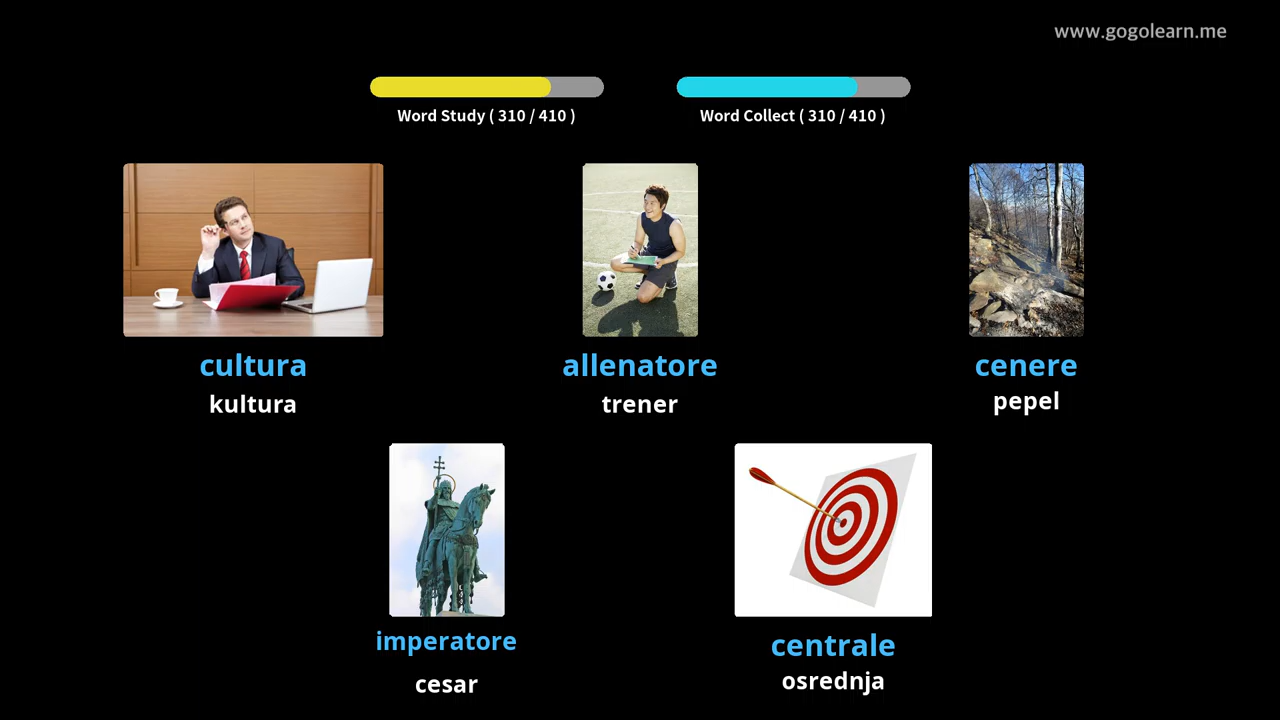 www.gogolearn.me
Word Study ( 310 / 410 )
Word Collect ( 310 / 410 )
cultura
kultura
allenatore
trener
cenere
pepel
imperatore
cesar
centrale
osrednja